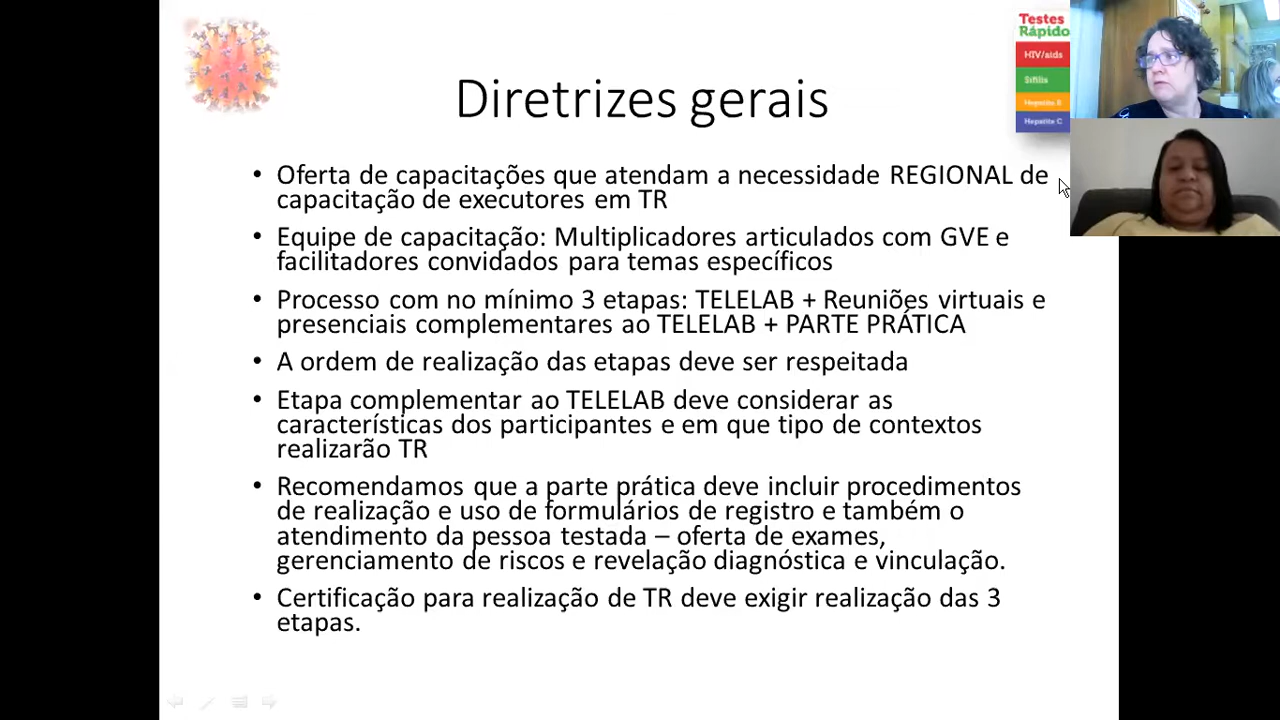 Testes
Rápido
HIV/aids
Sífilis
Hepatite B
Hepatite C
Diretrizes gerais
• Oferta de capacitações que atendam a necessidade REGIONAL de
capacitação de executores em TR
• Equipe de capacitação: Multiplicadores articulados com GVE e
facilitadores convidados para temas específicos
• Processo com no mínimo 3 etapas: TELELAB + Reuniões virtuais e
presenciais complementares ao TELELAB + PARTE PRÁTICA
• A ordem de realização das etapas deve ser respeitada
• Etapa complementar ao TELELAB deve considerar as
características dos participantes e em que tipo de contextos
realizarão TR
• Recomendamos que a parte prática deve incluir procedimentos
de realização e uso de formulários de registro e também o
atendimento da pessoa testada – oferta de exames,
gerenciamento de riscos e revelação diagnóstica e vinculação.
• Certificação para realização de TR deve exigir realização das 3
etapas.